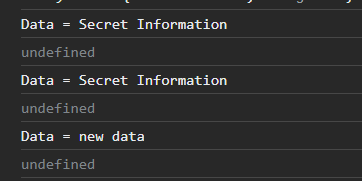 Data = Secret Information
undefined
Data = Secret Information
undefined
Data = new data
undefined